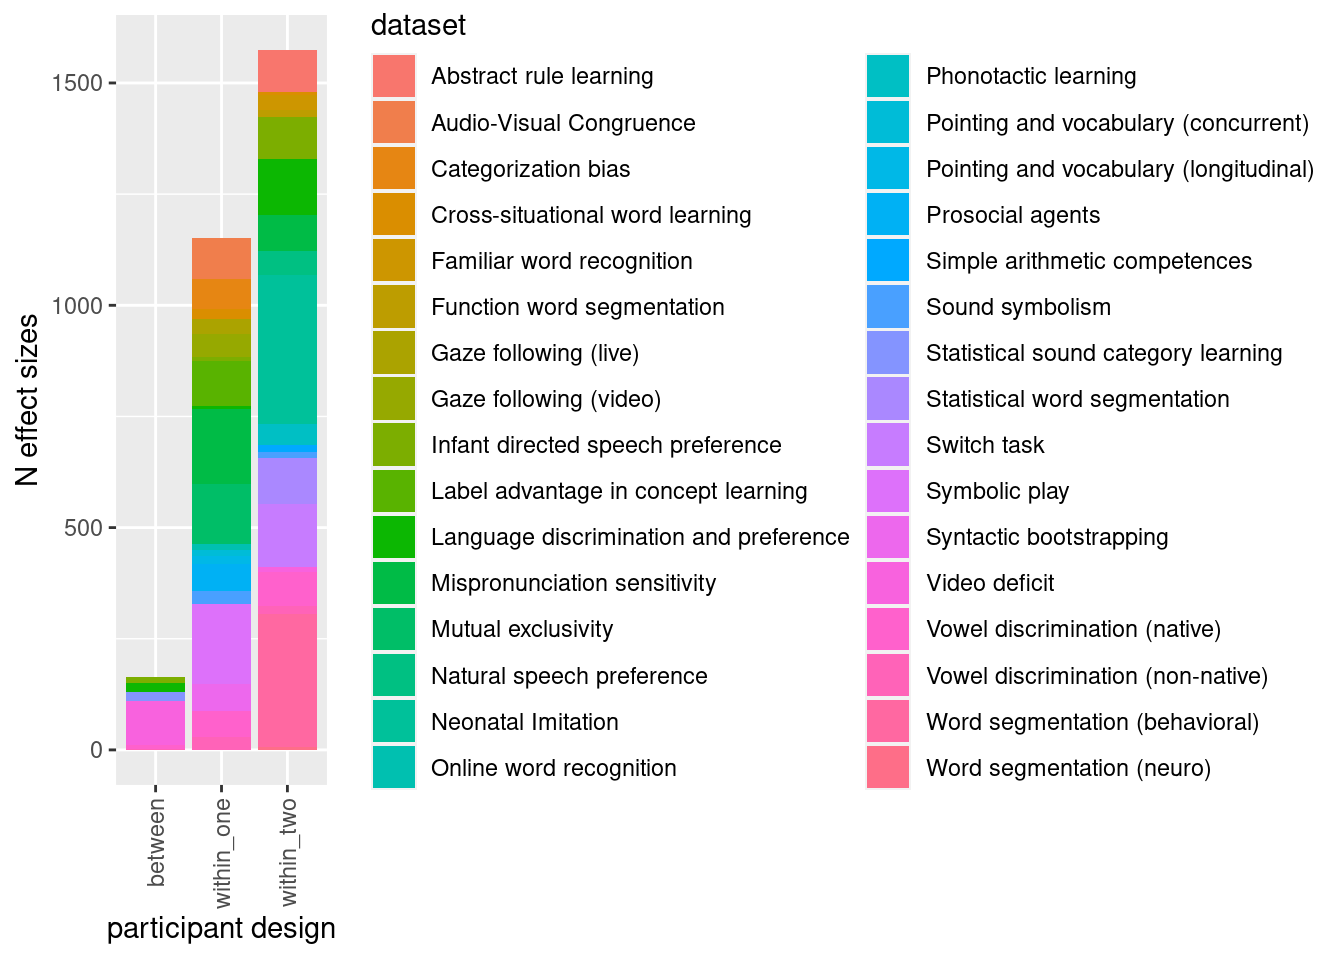 dataset
1500
1000
500
0
N effect sizes
between
within_one
within_two
participant design
Abstract rule learning
Audio-Visual Congruence
Categorization bias
Cross-situational word learning
Familiar word recognition
Function word segmentation
Gaze following (live)
Gaze following (video)
Infant directed speech preference
Label advantage in concept learning
Language discrimination and preference
Mispronunciation sensitivity
Mutual exclusivity
Natural speech preference
Neonatal Imitation
Online word recognition
Phonotactic learning
Pointing and vocabulary (concurrent)
Pointing and vocabulary (longitudinal)
Prosocial agents
Simple arithmetic competences
Sound symbolism
Statistical sound category learning
Statistical word segmentation
Switch task
Symbolic play
Syntactic bootstrapping
Video deficit
Vowel discrimination (native)
Vowel discrimination (non-native)
Word segmentation (behavioral)
Word segmentation (neuro)